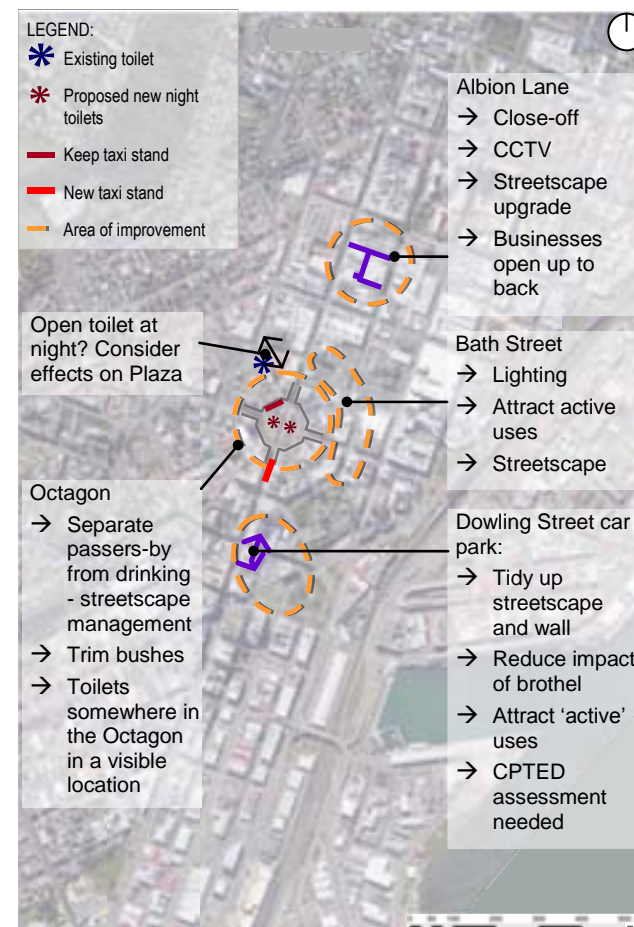 LEGEND:
Existing toilet
Proposed new night
toilets
Keep taxi stand
New taxi stand
Area of improvement
Albion Lane
→ Close-off
→ CCTV
→ Streetscape
upgrade
→ Businesses
open up to
back
Open toilet at
night? Consider
effects on Plaza
Bath Street
→ Lighting
→ Attract active
uses
→ Streetscape
Octagon
→ Separate
passers-by
from drinking
- streetscape
management
→ Trim bushes
→ Toilets
somewhere in
the Octagon
in a visible
location
Dowling Street car
park:
→ Tidy up
streetscape
and wall
→ Reduce impact
of brothel
→ Attract ‘active’
uses
→ CPTED
assessment
needed